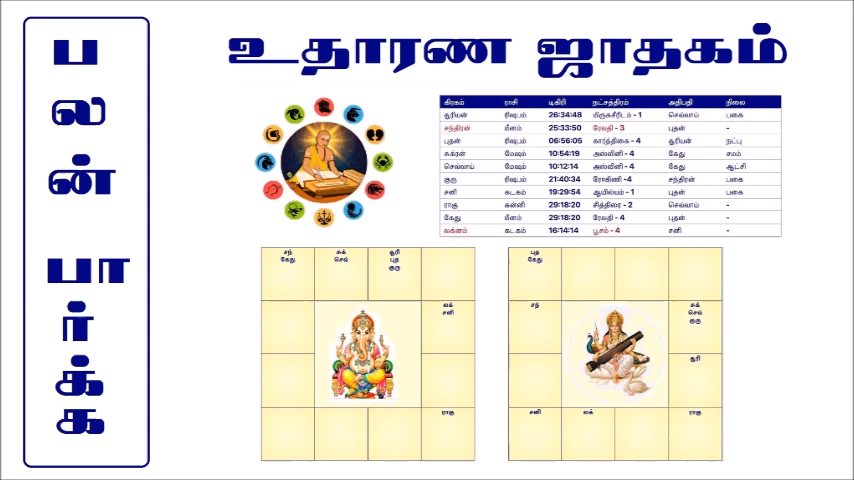 ப
ல
ன்
பா
ர்
க்
க
உதாரண ஜாதகம்
கிரகம் ராசி டிகிரி நட்சத்திரம் அதிபதி நிலை
சூரியன் ரிஷபம் 26:34:48 மிருகசீரிடம் - 1 செவ்வாய் பகை
சந்திரன் மீனம் 25:33:50 ரேவதி - 3 புதன் -
புதன் ரிஷபம் 06:56:05 கார்த்திகை - 4 சூரியன் நட்பு
சுக்ரன் மேஷம் 10:54:19 அஸ்வினி - 4 கேது சமம்
செவ்வாய் மேஷம் 10:12:14 அஸ்வினி - 4 கேது ஆட்சி
குரு ரிஷபம் 21:40:34 ரோகிணி -4 சந்திரன் பகை
சனி கடகம் 19:29:54 ஆயில்யம் - 1 புதன் பகை
ராகு கன்னி 29:18:20 சித்திரை - 2 செவ்வாய் -
கேது மீனம் 29:18:20 ரேவதி - 4 புதன் -
லக்னம் கடகம் 16:14:14 பூசம் - 4 சனி -
சந் சுக் சூரி
கேது செவ் புத
குரு
லக்
சனி
ராகு
புத
கேது
சந் சுக்
செவ்
குரு
சூரி
சனி லக் ராகு